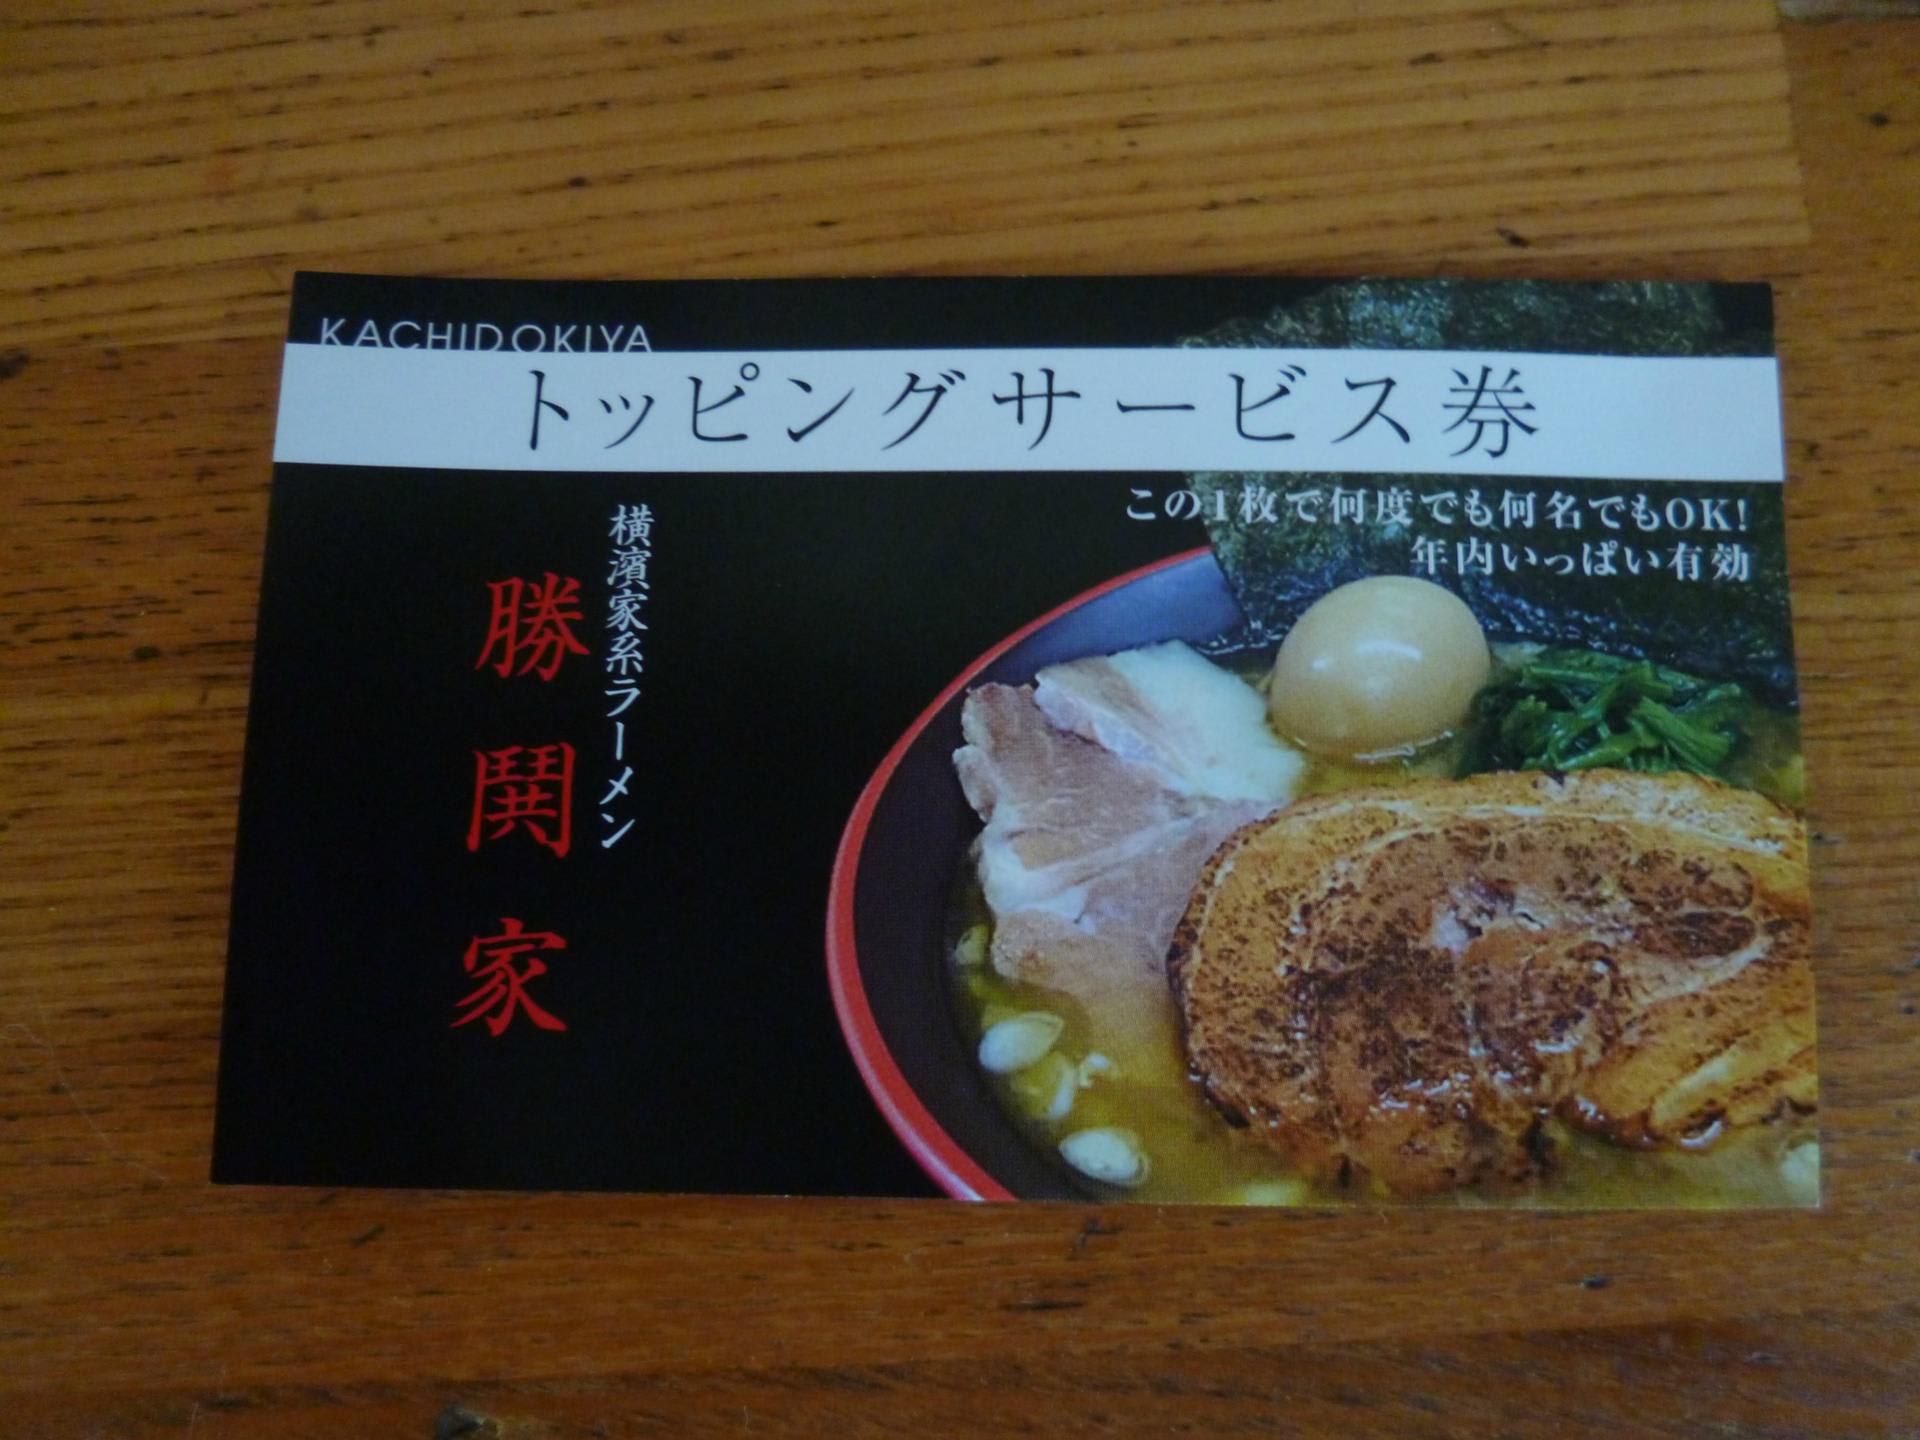 KACHIDOKIYA
トッピングサービス券
この1枚で何度でも何名でもOK!
年内いっぱい有効
横濱家系ラーメン
勝鬨家